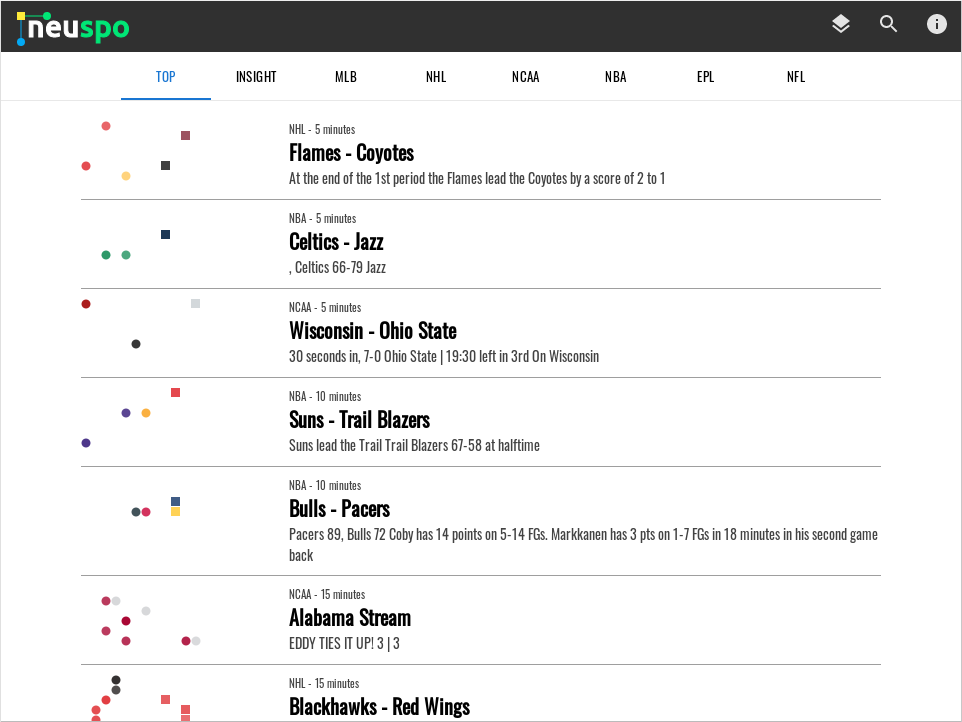 neuspo
TOP INSIGHT MLB NHL NCAA NBA EPL NFL
NHL - 5 minutes
Flames - Coyotes
At the end of the 1st period the Flames lead the Coyotes by a score of 2 to 1
NBA - 5 minutes
Celtics - Jazz
, Celtics 66-79 Jazz
NCAA - 5 minutes
Wisconsin - Ohio State
30 seconds in, 7-0 Ohio State | 19:30 left in 3rd On Wisconsin
NBA - 10 minutes
Suns - Trail Blazers
Suns lead the Trail Trail Blazers 67-58 at halftime
NBA - 10 minutes
Bulls - Pacers
Pacers 89, Bulls 72 Coby has 14 points on 5-14 FGs. Markkanen has 3 pts on 1-7 FGs in 18 minutes in his second game
back
NCAA - 15 minutes
Alabama Stream
EDDY TIES IT UP! 3 | 3
NHL - 15 minutes
Blackhawks - Red Wings